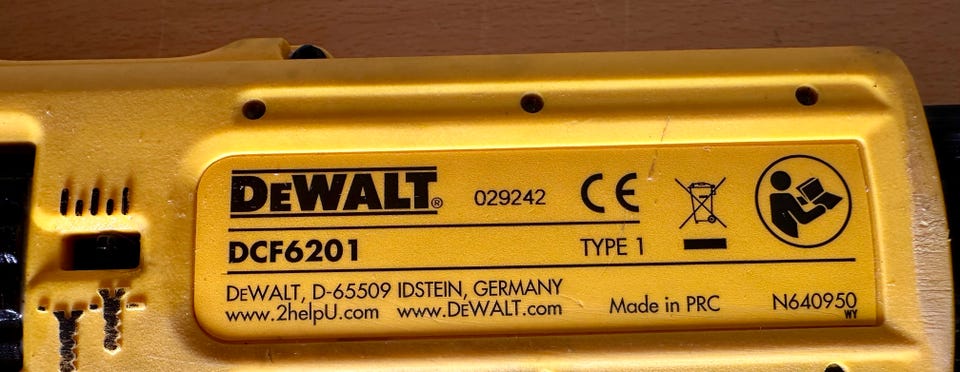 DEWALT® 029242 CE
DCF6201 TYPE 1
DEWALT, D-65509 IDSTEIN, GERMANY
www.2helpU.com www.DEWALT.com Made in PRC N640950
WY